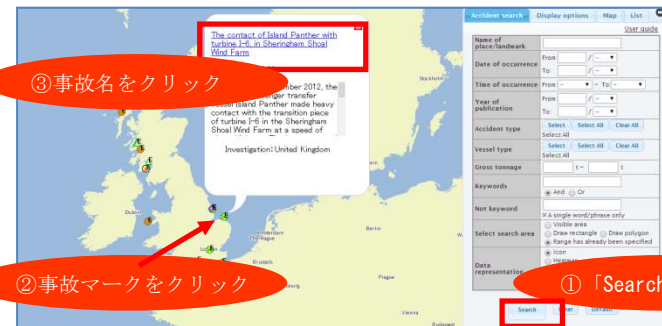 Accident search
Display options
Map
List
User guide
The contact of Island Panther with
turbine I-6, in Sheringham Shoal
Wind Farm
③事故名をクリック
ber 2012, the
nger transfer
Island Panther made heavy
contact with the transition piece
of turbine I-6 in the Sheringham
Shoal Wind Farm at a speed of
Investigation:United Kingdom
Dublin
Amsterdam
The Hague
Berlin
Prague
Vienna
②事故マークをクリック
Name of
place/landmark
Date of occurrence From / -
To / -
Time of occurrence From - ~ To -
Year of
publication
From / -
To / -
Accident type Select Select All Clear All
Select All
Vessel type Select Select All Clear All
Select All
Gross tonnage t~ t
Keywords
And Or
Not keyword
※A single word/phrase only
Select search area
Visible area
Draw rectangle Draw polygon
Range has already been specified
Data
representation
Icon
①「Search
Search
Default